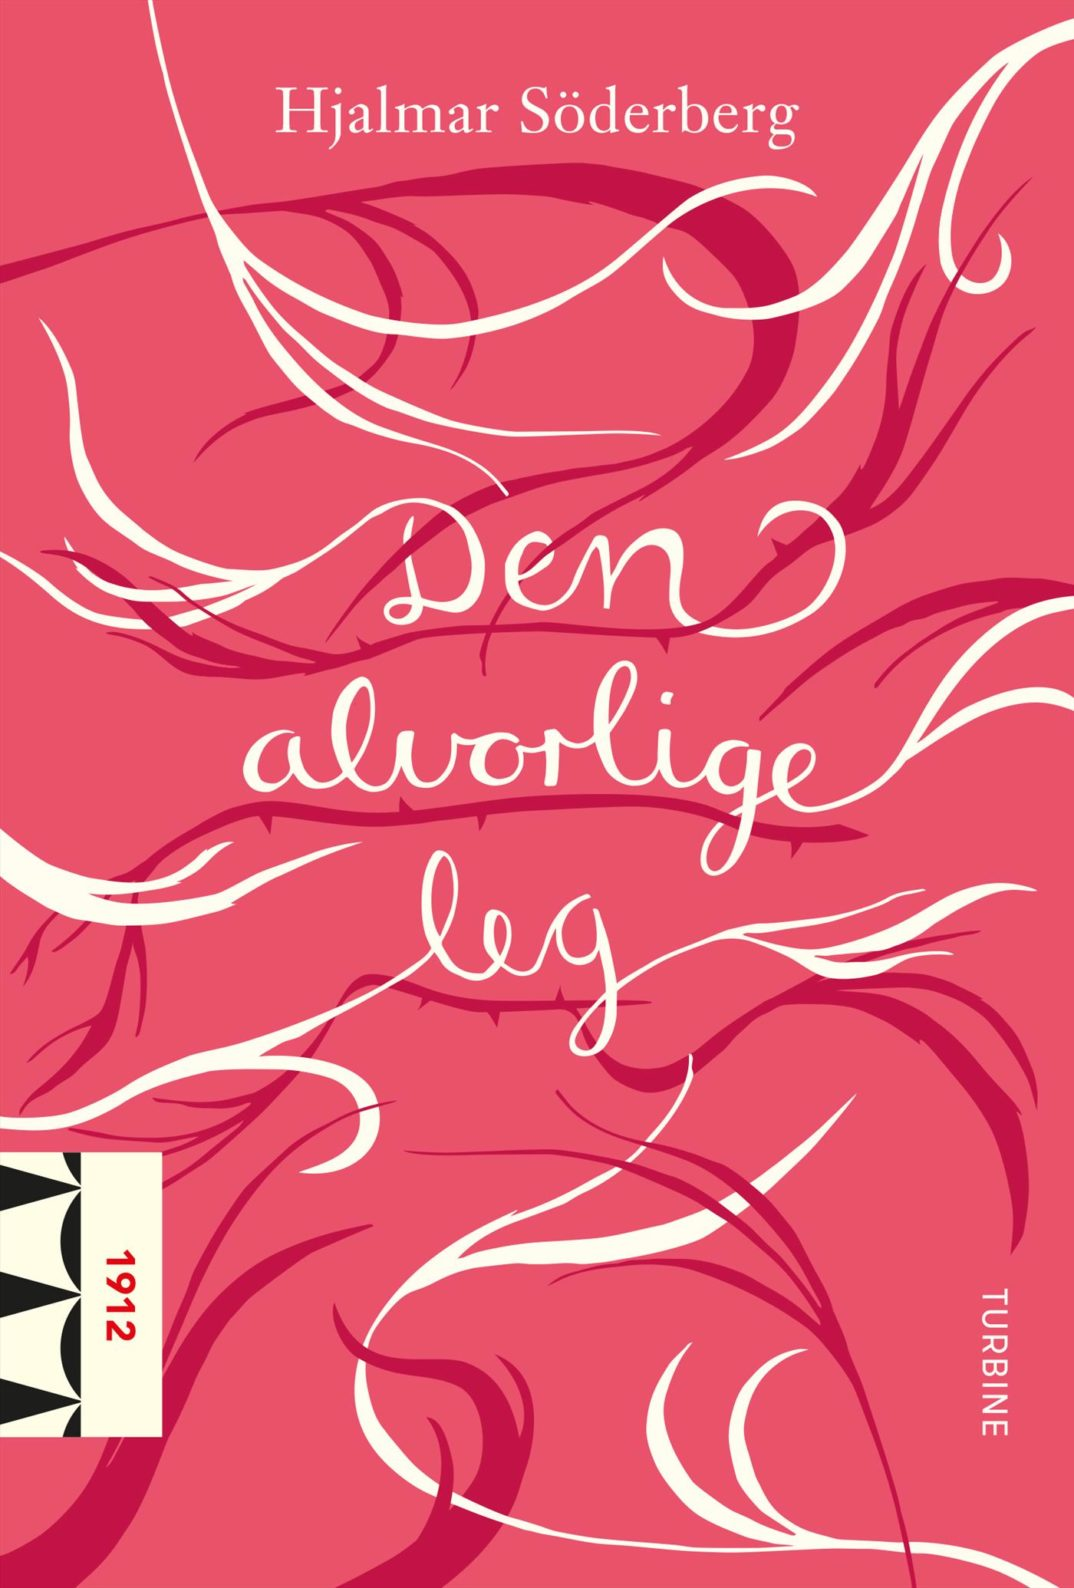 Hjalmar Söderberg
Den
alvorlige
leg
1912
TURBINE